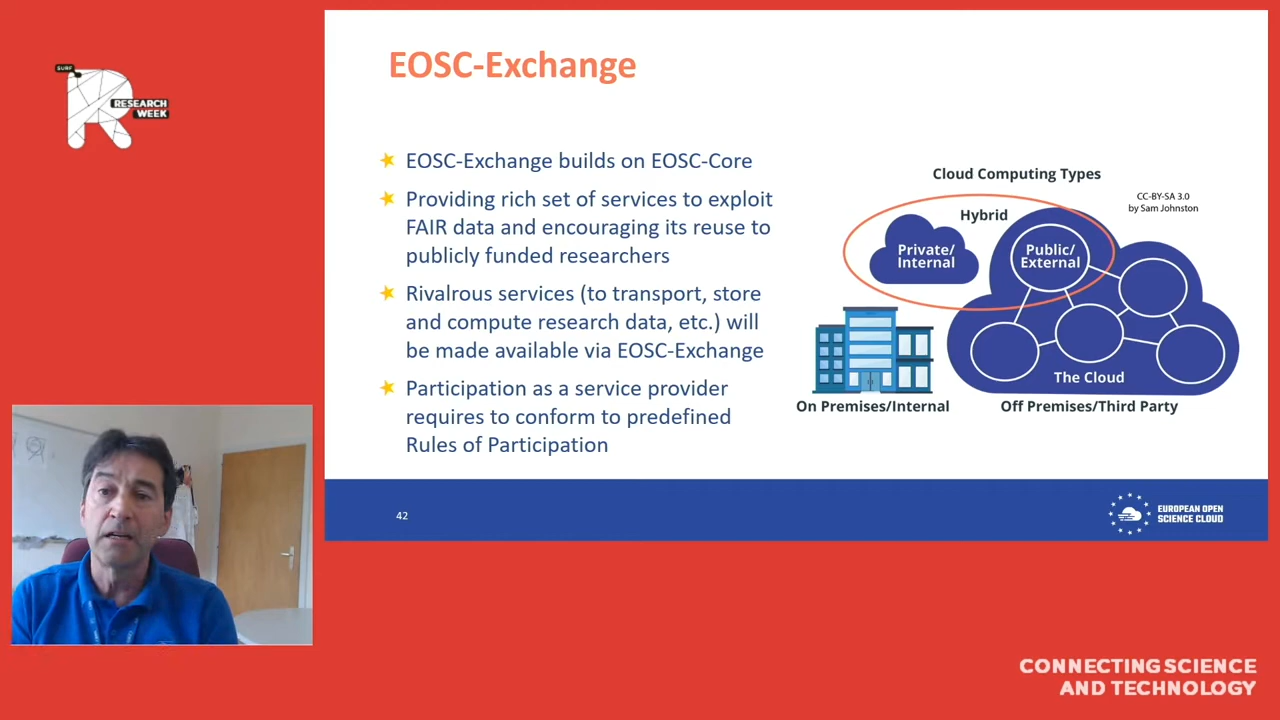 SURF
RESEARCH
WEEK
EOSC-Exchange
EOSC-Exchange builds on EOSC-Core
Providing rich set of services to exploit
FAIR data and encouraging its reuse to
publicly funded researchers
Rivalrous services (to transport, store
and compute research data, etc.) will
be made available via EOSC-Exchange
Participation as a service provider
requires to conform to predefined
Rules of Participation
Cloud Computing Types
CC-BY-SA 3.0
by Sam Johnston
Hybrid
Private/
Internal
Public/
External
The Cloud
On Premises/Internal
Off Premises/Third Party
42
EUROPEAN OPEN
SCIENCE CLOUD
CONNECTING SCIENCE
AND TECHNOLOGY